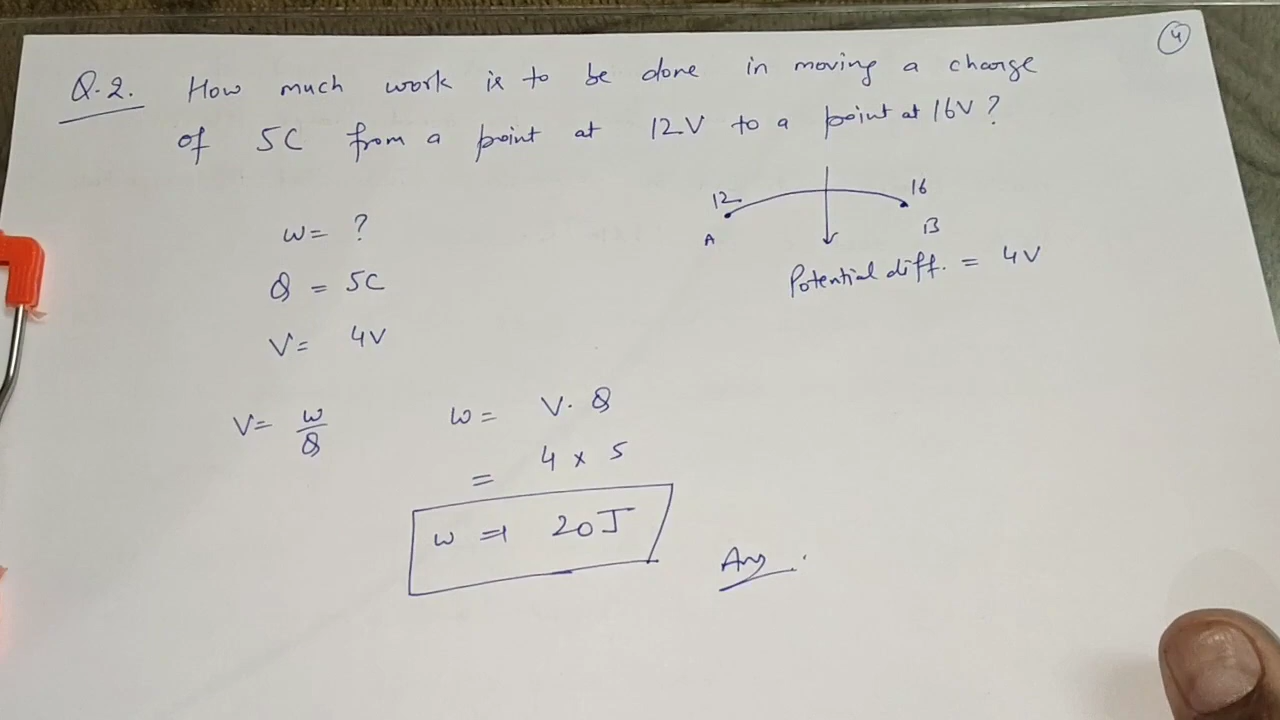 4
Q.2. How much work is to be done in moving a charge
of 5C from a point at 12V to a point at 16V?
12 16
A B
Potential diff. = 4V
W = ?
Q = 5C
V = 4V
V = W/Q
W = V. Q
= 4 x 5
W = 20J
Ans.